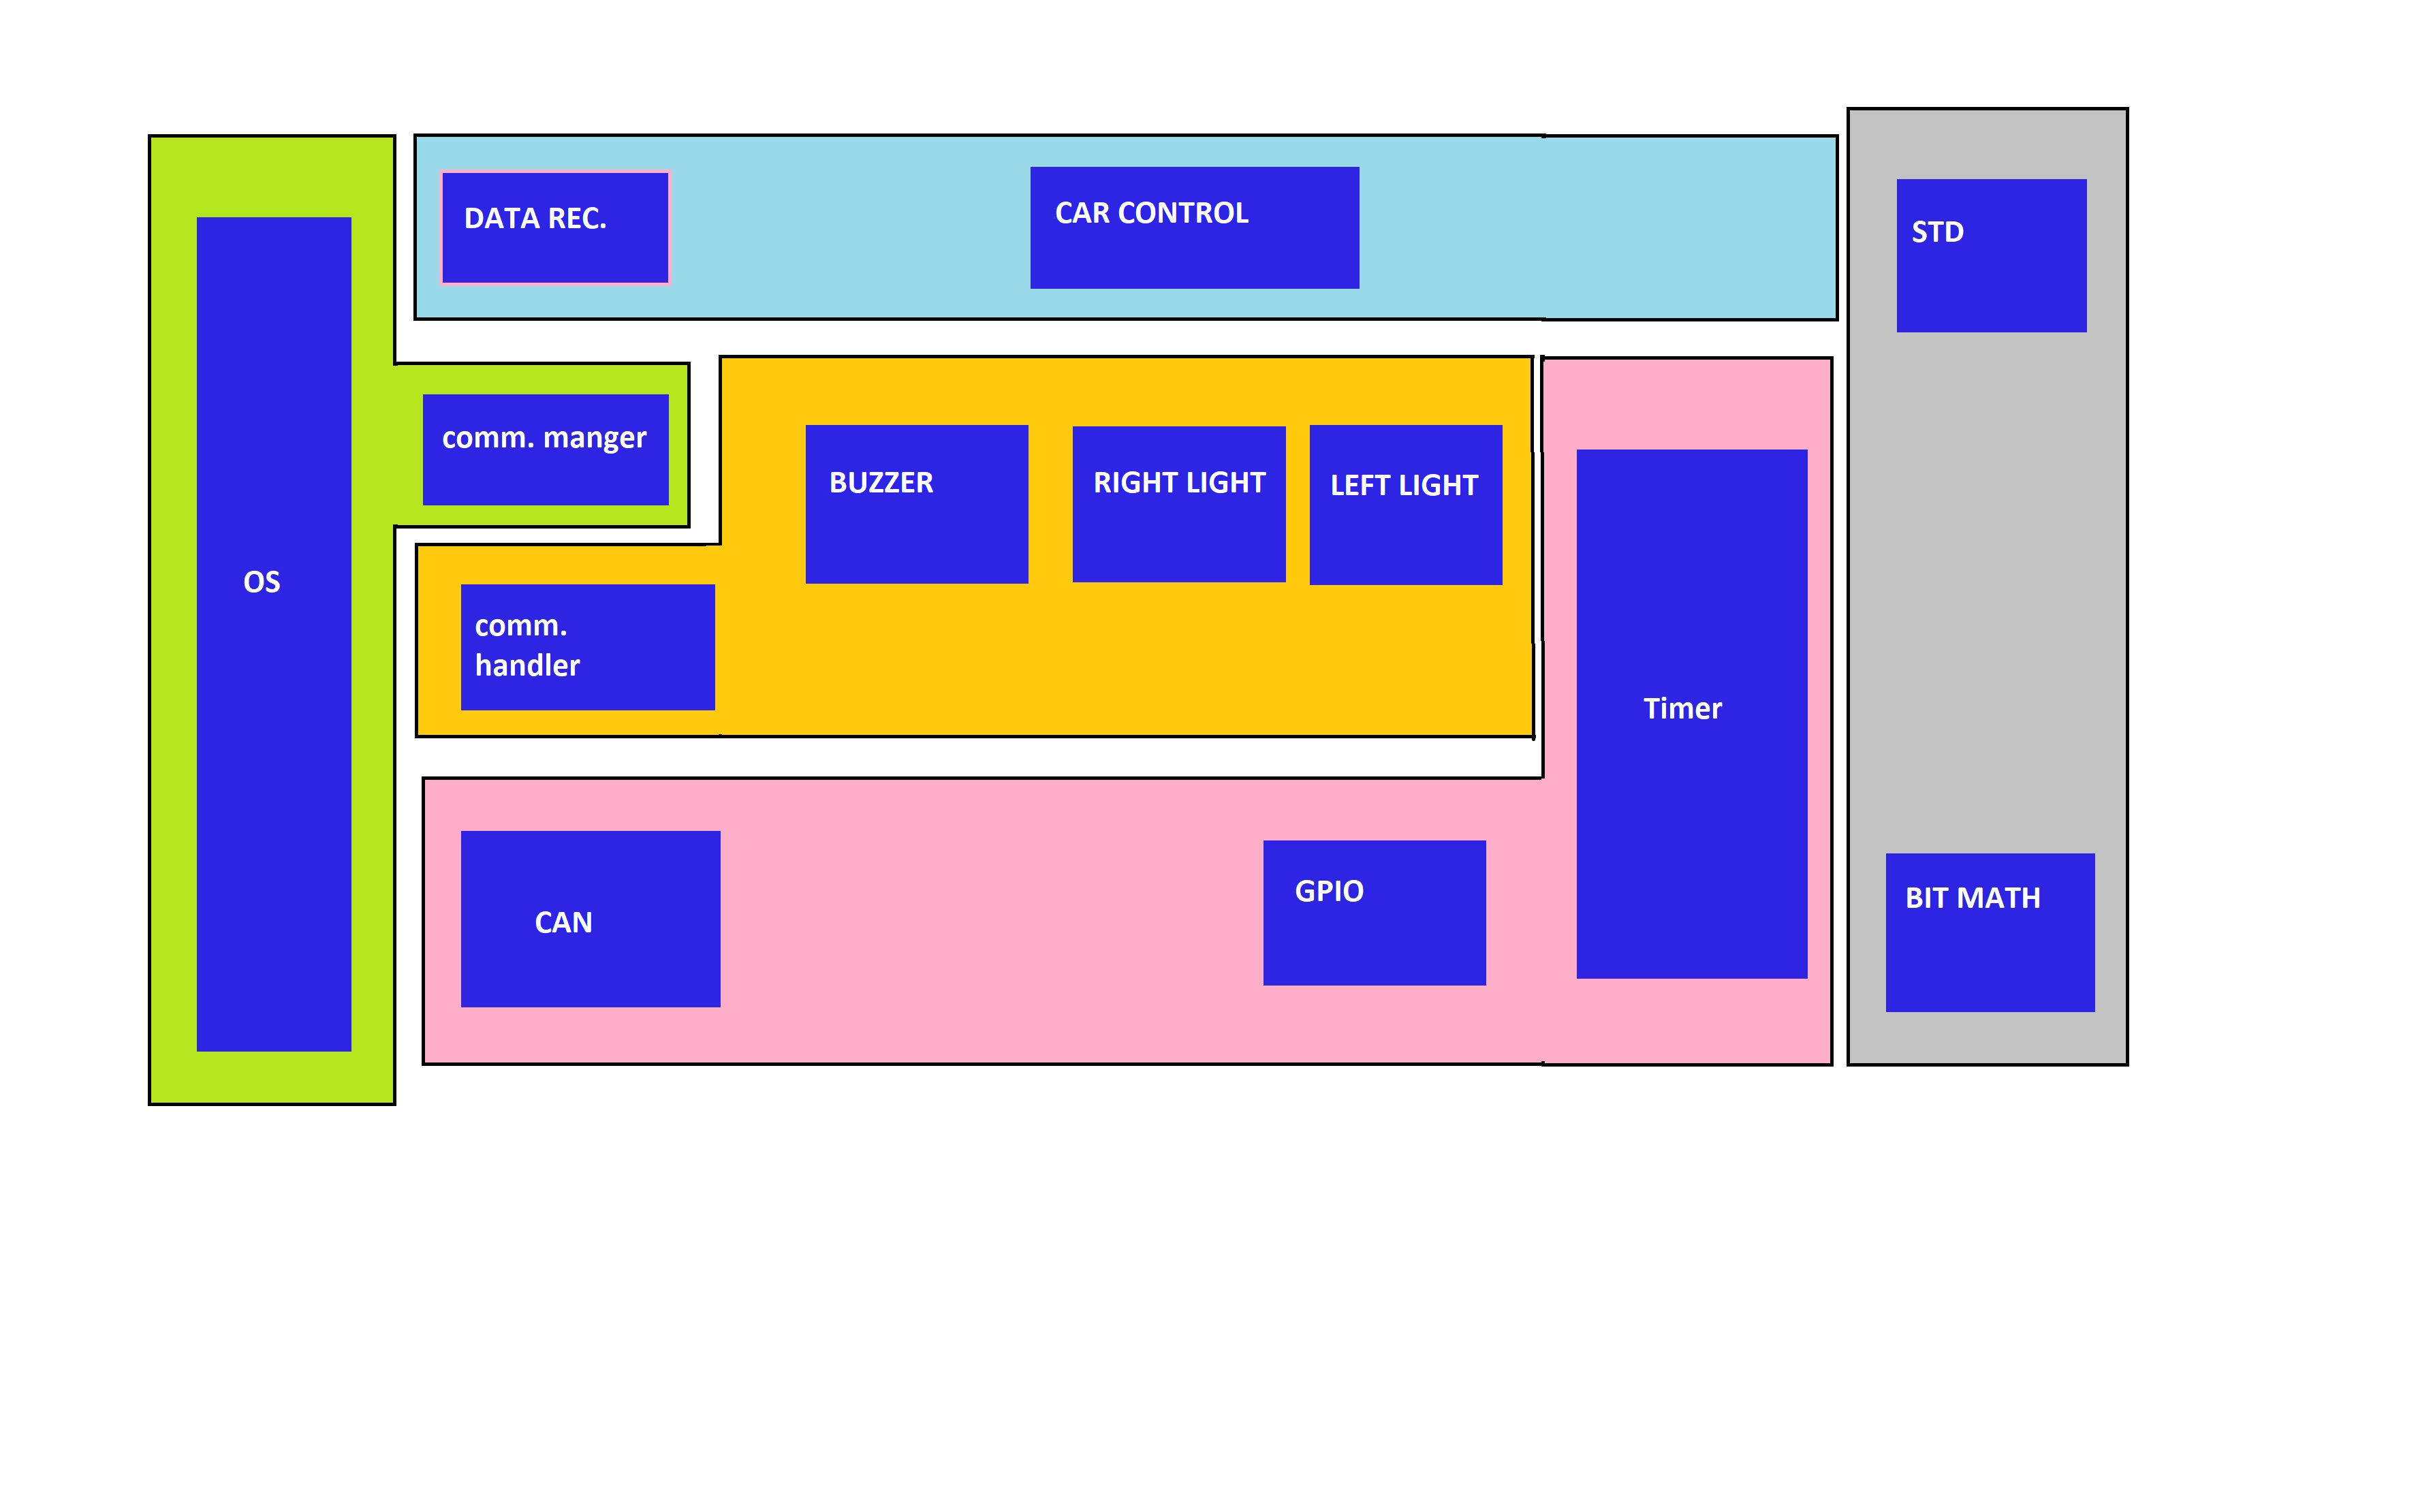 DATA REC.
CAR CONTROL
STD
comm. manger
BUZZER
RIGHT LIGHT
LEFT LIGHT
OS
comm.
handler
Timer
CAN
GPIO
BIT MATH